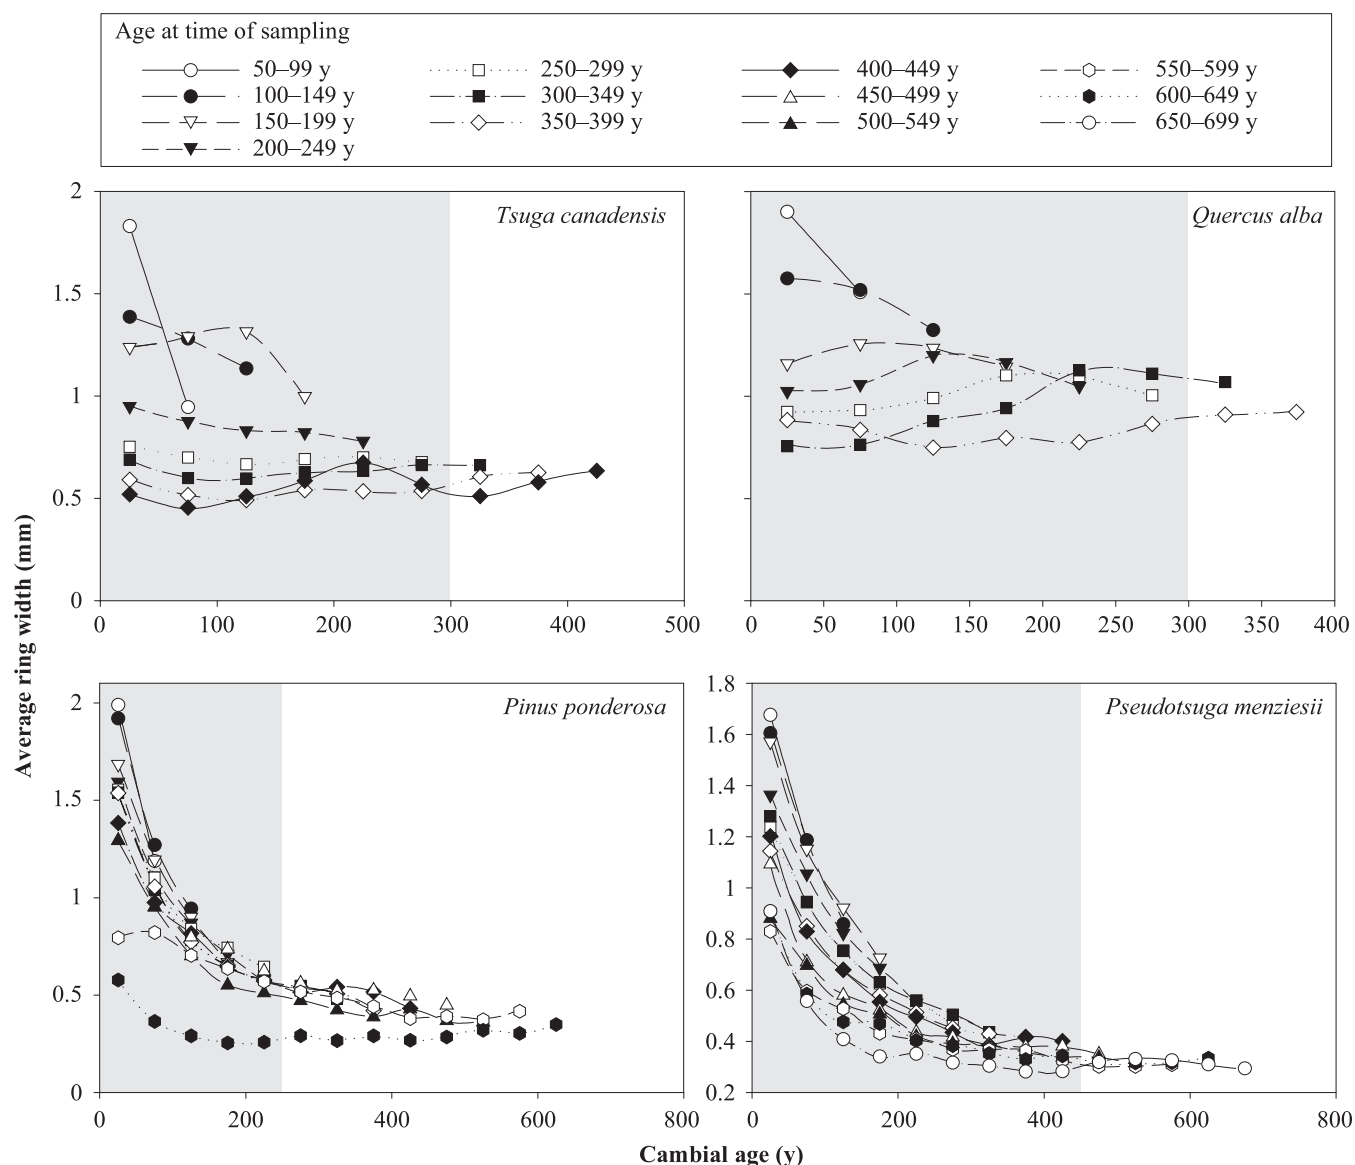 Age at time of sampling
50–99 y
250–299 y
400–449 y
550–599 y
100–149 y
300–349 y
450–499 y
600–649 y
150–199 y
350–399 y
500–549 y
650–699 y
200–249 y
Average ring width (mm)
Tsuga canadensis
2
1.5
1
0.5
0
0 100 200 300 400 500
Quercus alba
0 50 100 150 200 250 300 350 400
Pinus ponderosa
2
1.5
1
0.5
0
0 200 400 600 800
Pseudotsuga menziesii
1.8
1.6
1.4
1.2
1
0.8
0.6
0.4
0.2
0 200 400 600 800
Cambial age (y)